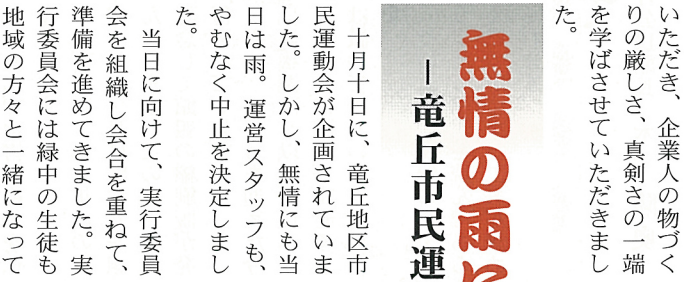 いただき、企業人の物づく
りの厳しさ、真剣さの一端
を学ばさせていただきまし
た。
無情の雨に
―竜丘市民運
十月十日に、竜丘地区市
民運動会が企画されていま
した。しかし、無情にも当
日は雨。運営スタッフも、
やむなく中止を決定しまし
た。
当日に向けて、実行委員
会を組織し会合を重ねて、
準備を進めてきました。実
行委員会には緑中の生徒も
地域の方々と一緒になって